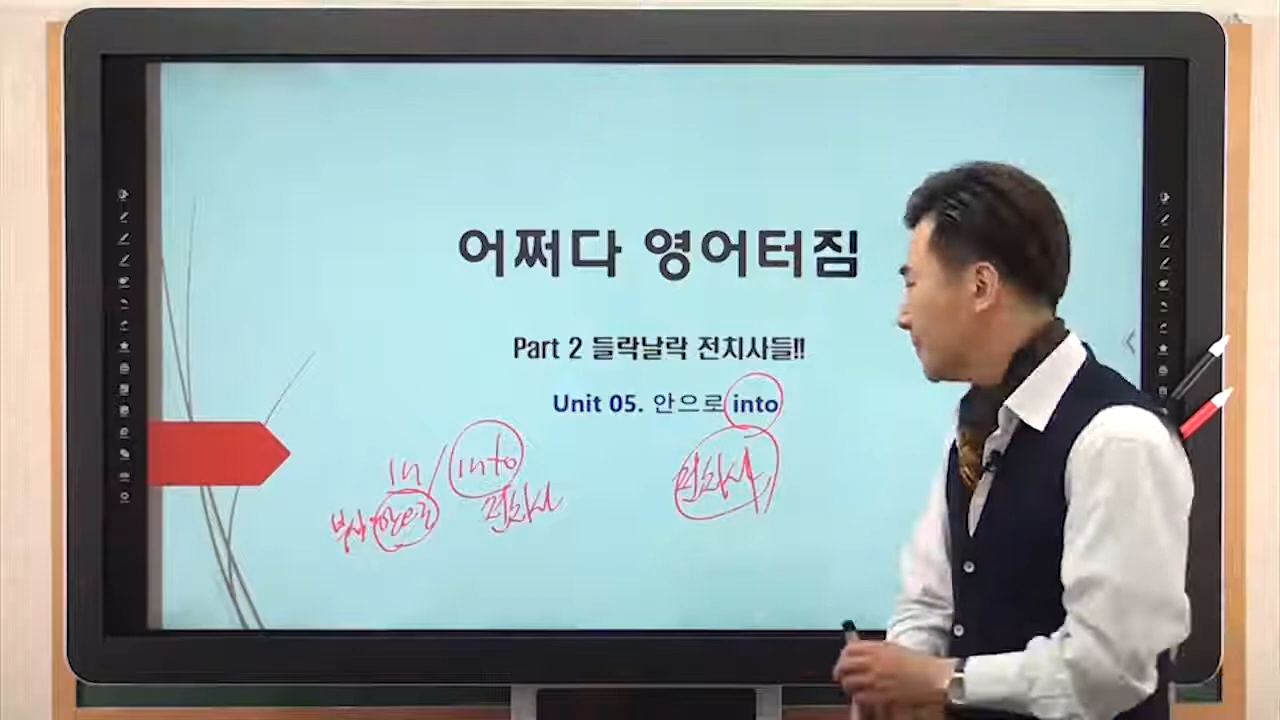 어쩌다 영어터짐
Part 2 들락날락 전치사들!!
Unit 05. 안으로 into
in / into
부사 안으로 전치사
전치사